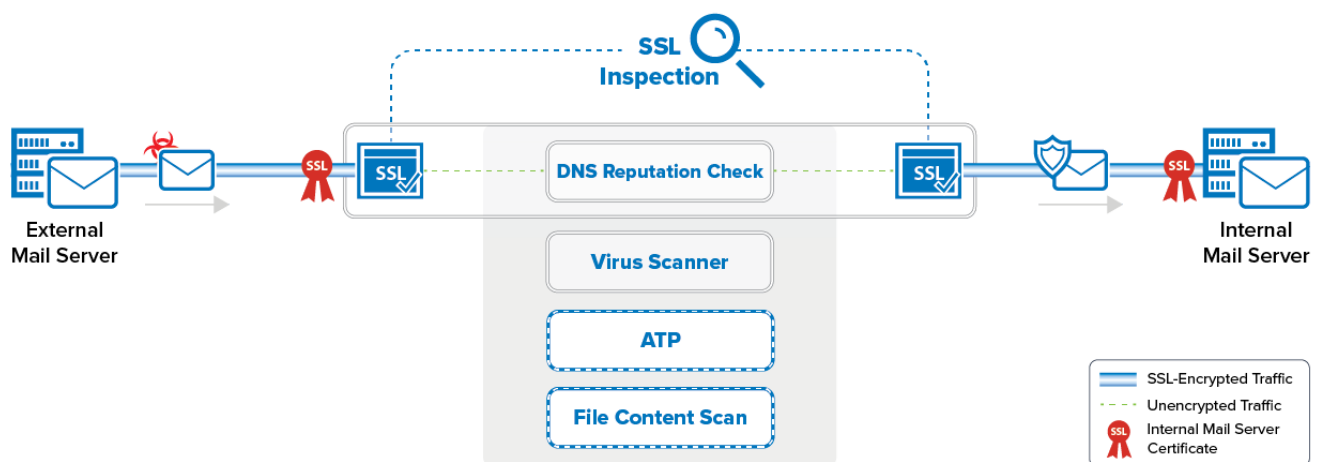 SSL
Inspection
SSL
SSL
DNS Reputation Check
SSL
SSL
External
Mail Server
Internal
Mail Server
Virus Scanner
ATP
File Content Scan
SSL-Encrypted Traffic
Unencrypted Traffic
SSL
Internal Mail Server
Certificate